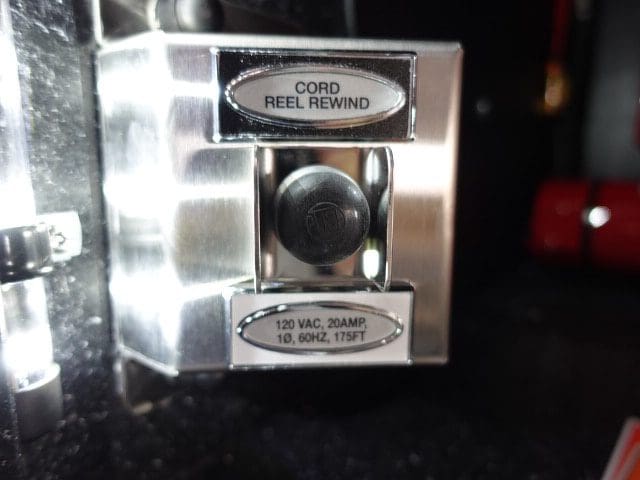 CORD
REEL REWIND
120 VAC, 20AMP,
1Ø, 60HZ, 175FT